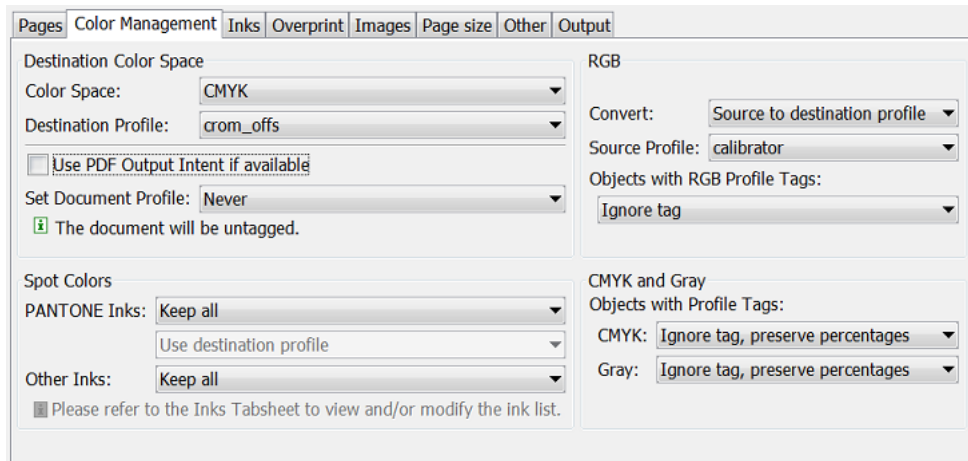 Pages Color Management Inks Overprint Images Page size Other Output
Destination Color Space
Color Space: CMYK
Destination Profile: crom_offs
Use PDF Output Intent if available
Set Document Profile: Never
The document will be untagged.
RGB
Convert: Source to destination profile
Source Profile: calibrator
Objects with RGB Profile Tags:
Ignore tag
Spot Colors
PANTONE Inks: Keep all
Use destination profile
Other Inks: Keep all
Please refer to the Inks Tabsheet to view and/or modify the ink list.
CMYK and Gray
Objects with Profile Tags:
CMYK: Ignore tag, preserve percentages
Gray: Ignore tag, preserve percentages